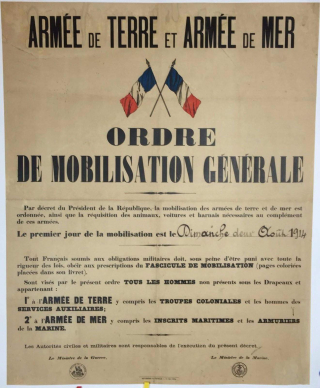 ARMÉE DE TERRE ET ARMÉE DE MER
ORDRE
DE MOBILISATION GÉNÉRALE
Par décret du Président de la République, la mobilisation des armées de terre et de mer est
ordonnée, ainsi que la réquisition des animaux, voitures et harnais nécessaires au complément
de ces armées.
Le premier jour de la mobilisation est le Dimanche deux Août 1914
Tout Français soumis aux obligations militaires doit, sous peine d'être puni avec toute la
rigueur des lois, obéir aux prescriptions du FASCICULE DE MOBILISATION (pages coloriées
placées dans son livret).
Sont visés par le présent ordre TOUS LES HOMMES non présents sous les Drapeaux et
appartenant :
1° à l'ARMÉE DE TERRE y compris les TROUPES COLONIALES et les hommes des
SERVICES AUXILIAIRES;
2° à l'ARMÉE DE MER y compris les INSCRITS MARITIMES et les ARMURIERS
de la MARINE.
Les Autorités civiles et militaires sont responsables de l'exécution du présent décret.
Le Ministre de la Guerre, Le Ministre de la Marine,